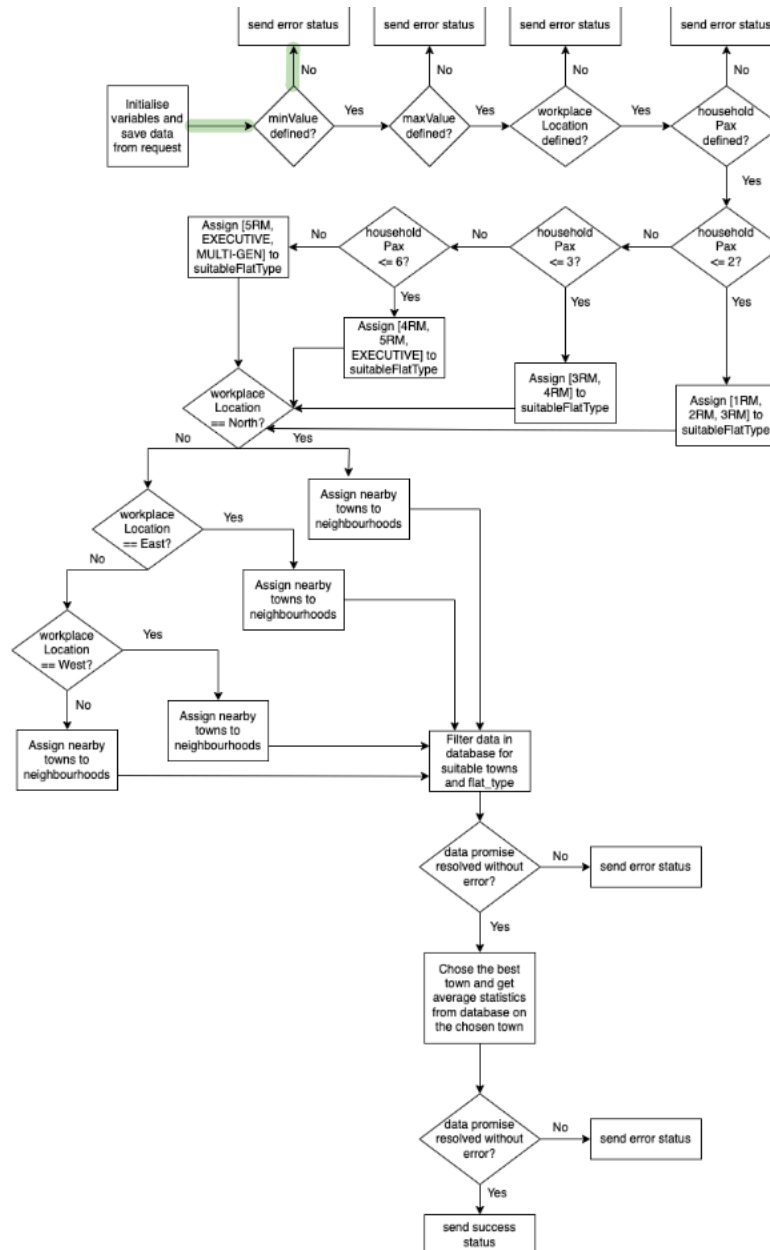 send error status
send error status
send error status
send error status
No
No
No
No
Initialise
variables and
save data
from request
minValue
defined?
Yes
maxValue
defined?
Yes
workplace
Location
defined?
Yes
household
Pax
defined?
Yes
Assign [5RM,
EXECUTIVE,
MULTI-GEN] to
suitableFlatType
No
household
Pax
<= 6?
No
household
Pax
<= 3?
No
household
Pax
<= 2?
Yes
Yes
Yes
Assign [4RM,
5RM,
EXECUTIVE] to
suitableFlatType
Assign [3RM,
4RM] to
suitableFlatType
Assign [1RM,
2RM, 3RM] to
suitableFlatType
workplace
Location
== North?
No
Yes
Assign nearby
towns to
neighbourhoods
workplace
Location
== East?
Yes
No
Assign nearby
towns to
neighbourhoods
workplace
Location
== West?
Yes
No
Assign nearby
towns to
neighbourhoods
Assign nearby
towns to
neighbourhoods
Filter data in
database for
suitable towns
and flat_type
data promise
resolved without
error?
No
send error status
Yes
Chose the best
town and get
average statistics
from database on
the chosen town
data promise
resolved without
error?
No
send error status
Yes
send success
status